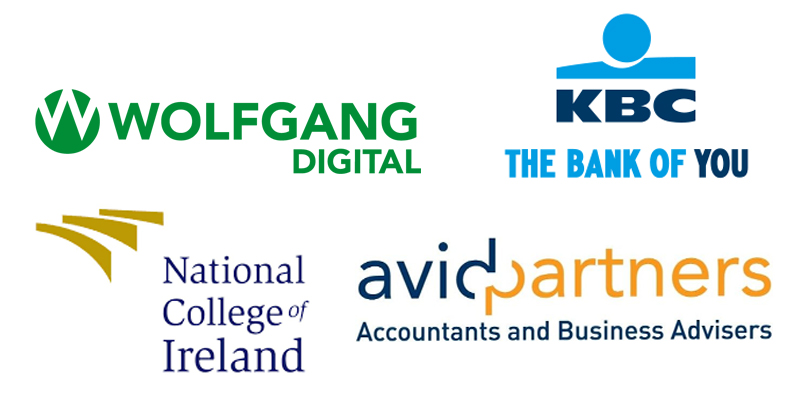 WOLFGANG
DIGITAL
KBC
THE BANK OF YOU
National
College of
Ireland
avidpartners
Accountants and Business Advisers